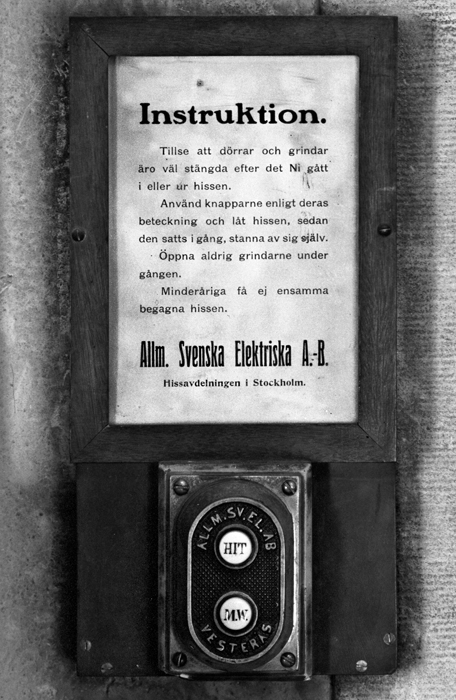 Instruktion.
Tillse att dörrar och grindar
äro väl stängda efter det Ni gått
i eller ur hissen.
Använd knapparne enligt deras
beteckning och låt hissen, sedan
den satts i gång, stanna av sig själv.
Öppna aldrig grindarne under
gången.
Minderåriga få ej ensamma
begagna hissen.
Allm. Svenska Elektriska A.-B.
Hissavdelningen i Stockholm.
ALLM. SV. EL. AB
HIT
M.W.
VESTERÅS